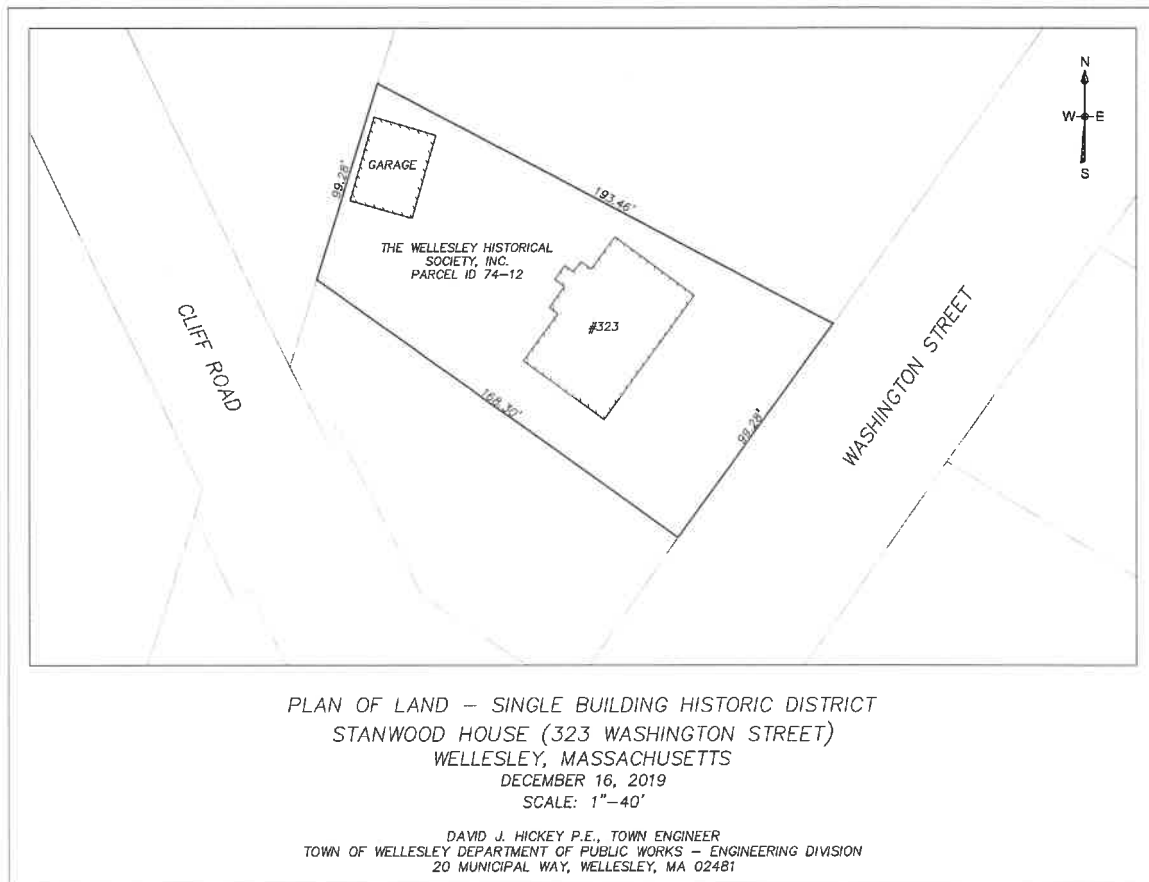 N
W E
S
GARAGE
99.28'
193.46'
THE WELLESLEY HISTORICAL
SOCIETY, INC.
PARCEL ID 74-12
#323
CLIFF ROAD
168.30'
99.28'
WASHINGTON STREET
PLAN OF LAND - SINGLE BUILDING HISTORIC DISTRICT
STANWOOD HOUSE (323 WASHINGTON STREET)
WELLESLEY, MASSACHUSETTS
DECEMBER 16, 2019
SCALE: 1"-40'
DAVID J. HICKEY P.E., TOWN ENGINEER
TOWN OF WELLESLEY DEPARTMENT OF PUBLIC WORKS - ENGINEERING DIVISION
20 MUNICIPAL WAY, WELLESLEY, MA 02481